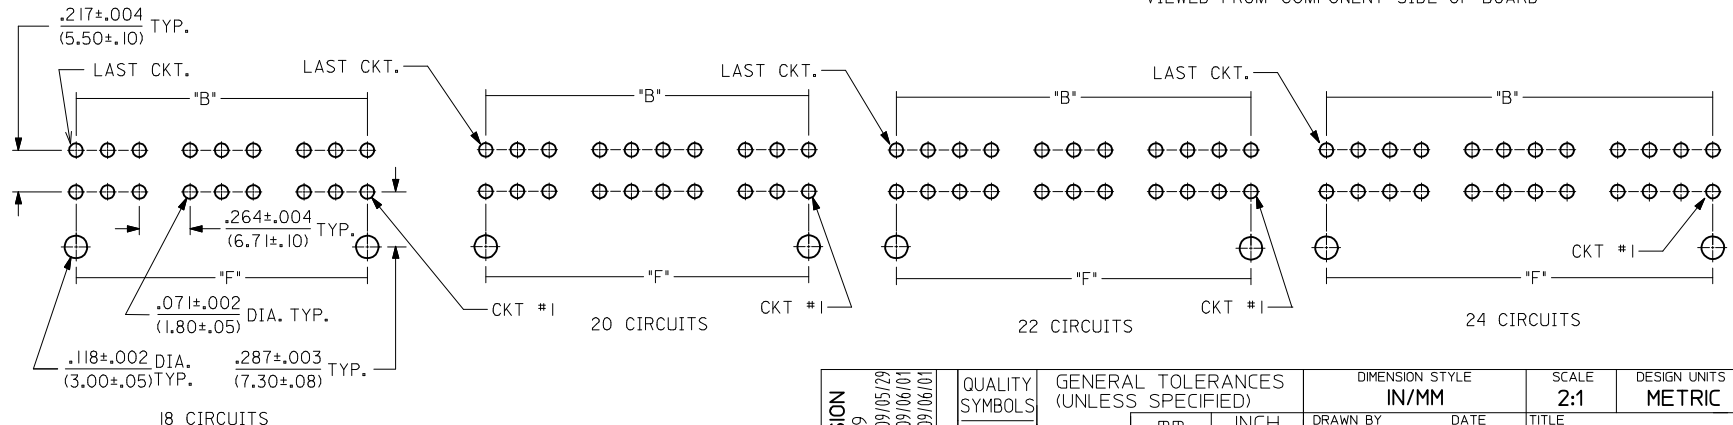 VIEWED FROM COMPONENT SIDE OF BOARD
.217±.004 TYP.
(5.50±.10)
LAST CKT.
LAST CKT.
LAST CKT.
LAST CKT.
"B"
"B"
"B"
"B"
.264±.004 TYP.
(6.71±.10)
"F"
"F"
"F"
"F"
CKT #1
CKT #1
CKT #1
CKT #1
.071±.002 DIA. TYP.
(1.80±.05)
.118±.002 DIA.
(3.00±.05) TYP.
.287±.003 TYP.
(7.30±.08)
18 CIRCUITS
20 CIRCUITS
22 CIRCUITS
24 CIRCUITS
09/05/29
09/06/01
09/06/01
QUALITY
SYMBOLS
GENERAL TOLERANCES
(UNLESS SPECIFIED)
mm
INCH
DIMENSION STYLE
IN/MM
SCALE
2:1
DESIGN UNITS
METRIC
DRAWN BY
DATE
TITLE